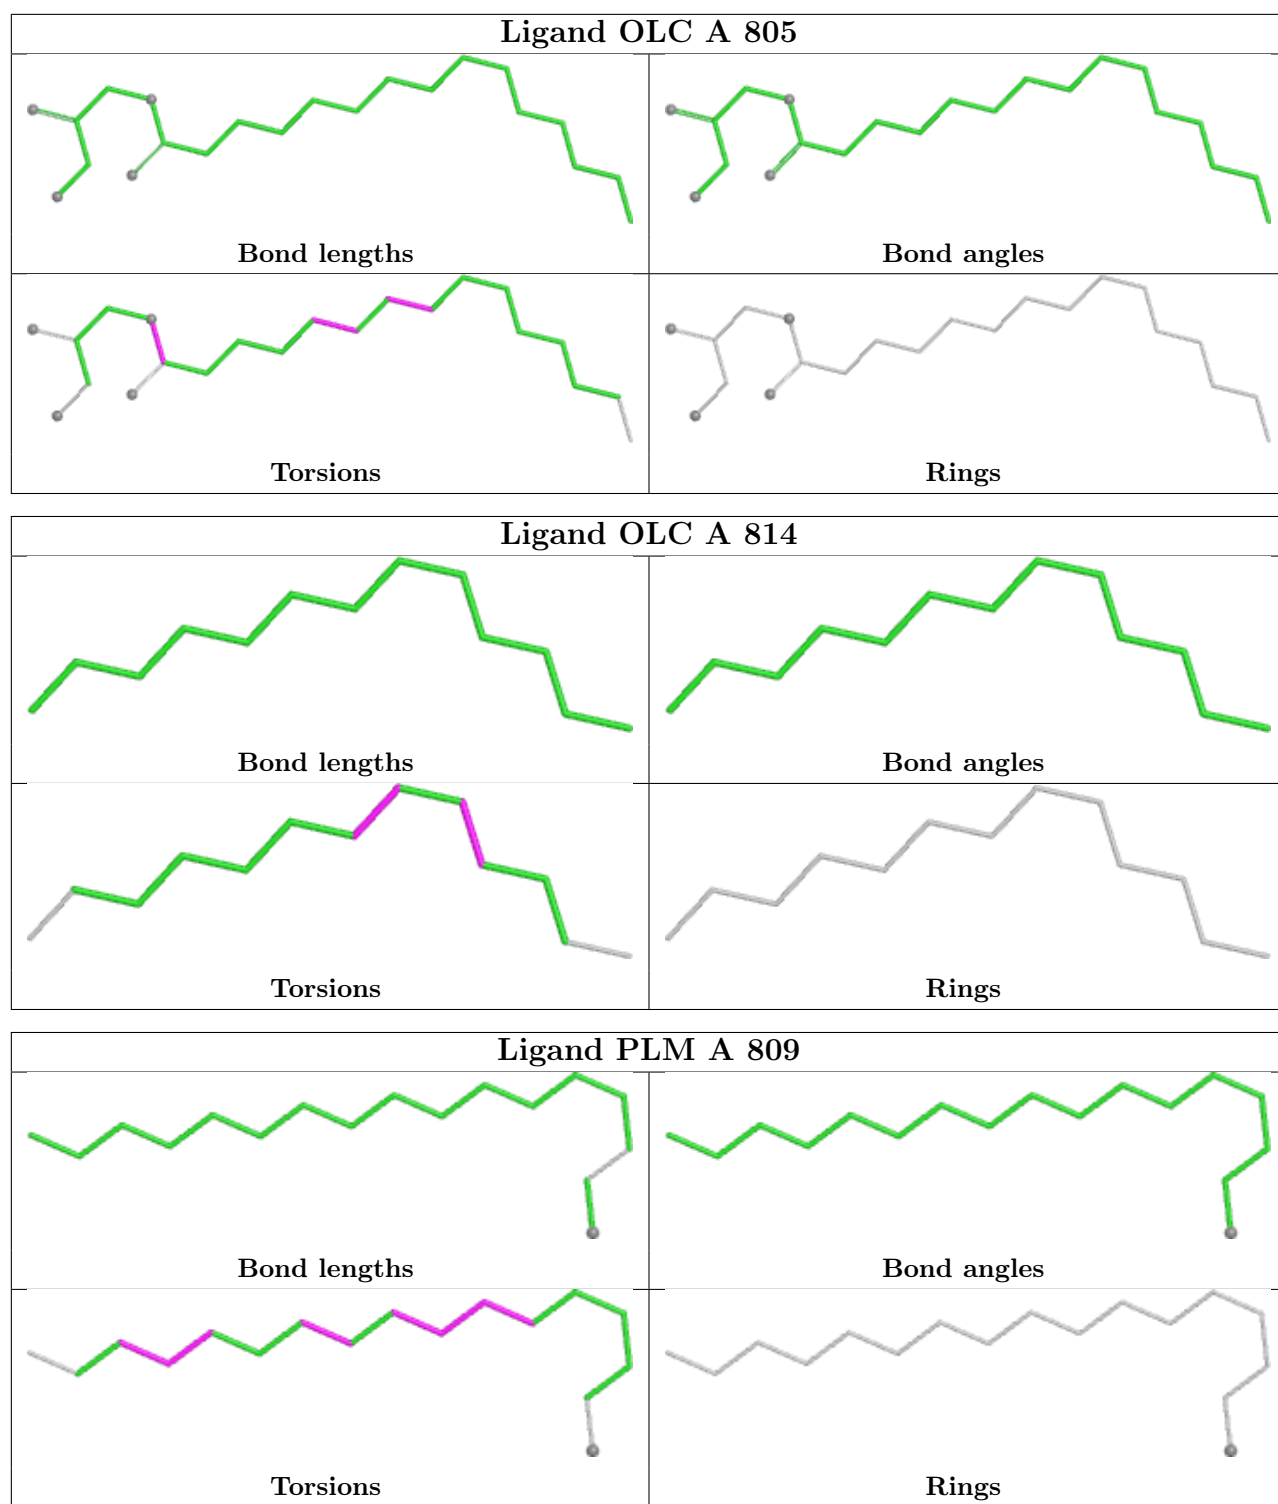 Ligand OLC A 805
Bond lengths
Bond angles
Torsions
Rings
Ligand OLC A 814
Bond lengths
Bond angles
Torsions
Rings
Ligand PLM A 809
Bond lengths
Bond angles
Torsions
Rings